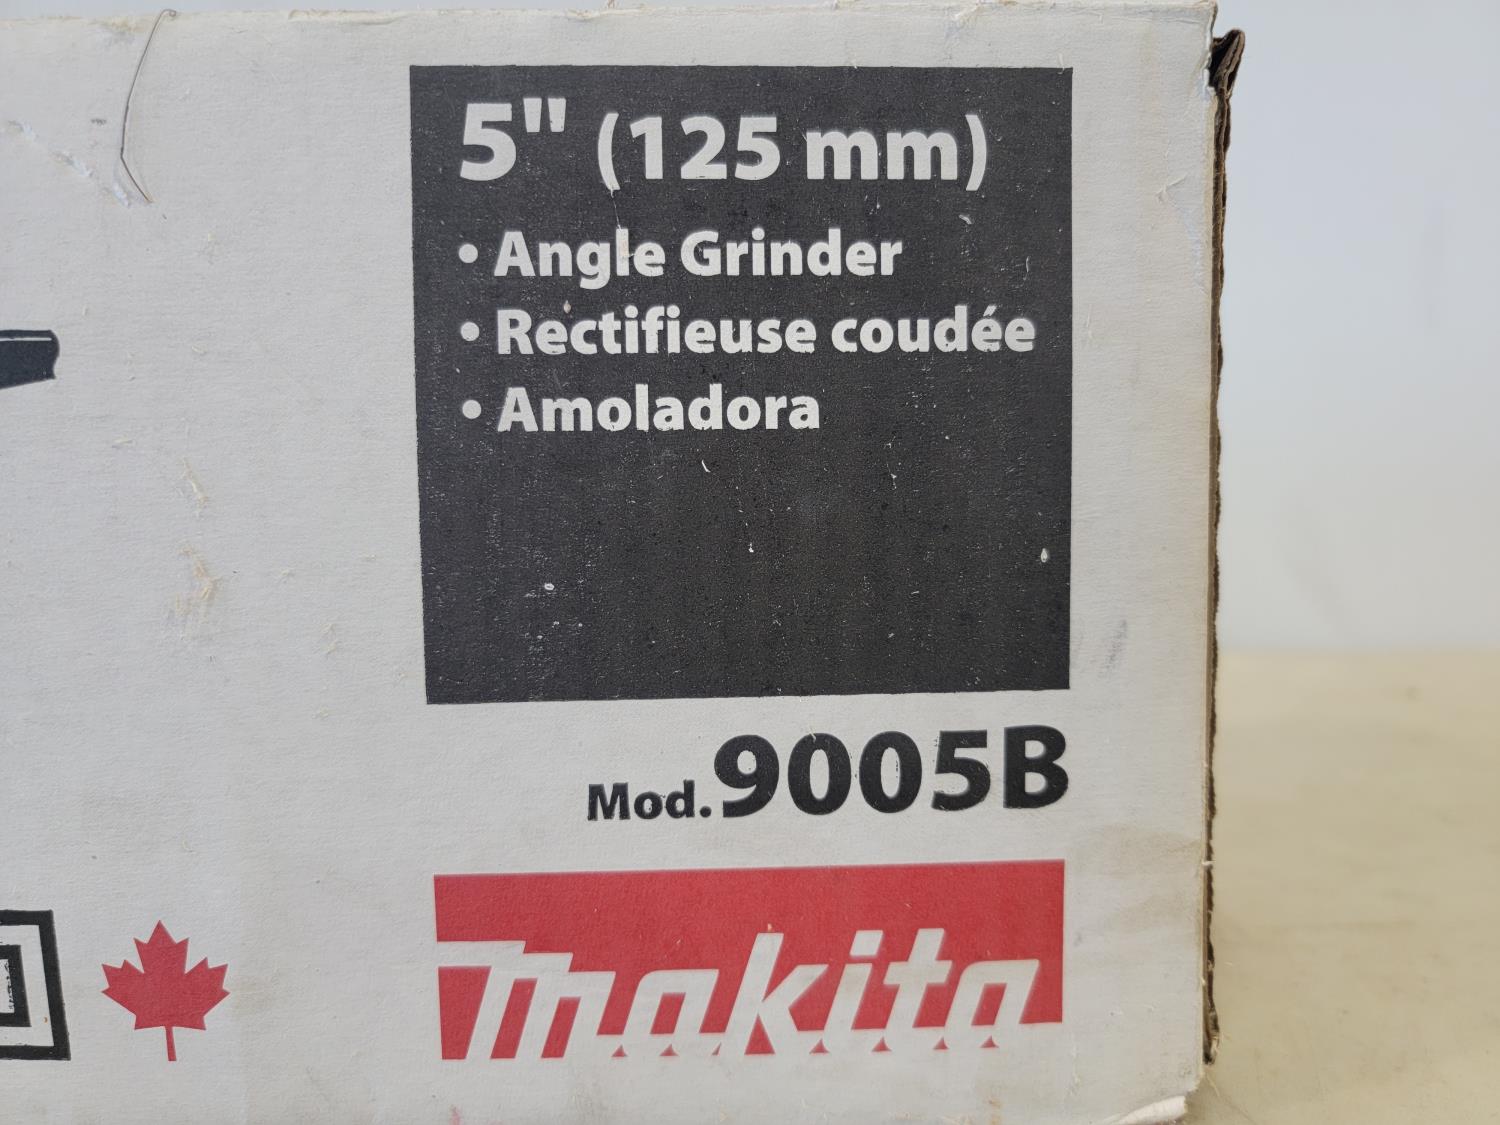 5" (125 mm)
• Angle Grinder
• Rectifieuse coudée
• Amoladora
Mod. 9005B
makita